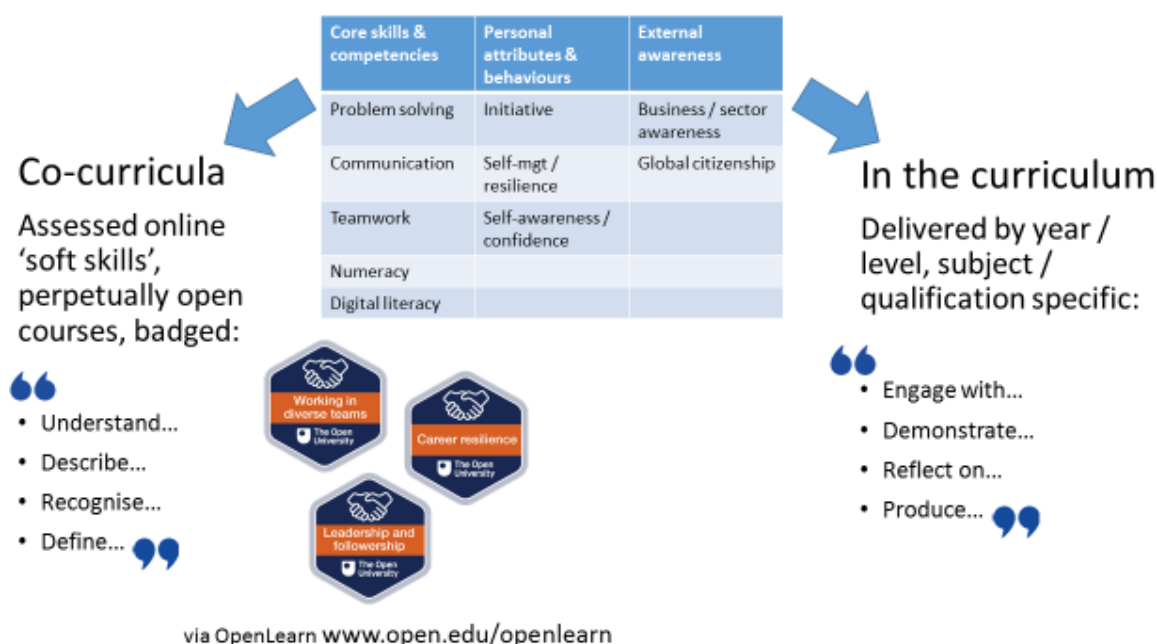 Core skills &
competencies
Personal
attributes &
behaviours
External
awareness
Problem solving
Initiative
Business / sector
awareness
Communication
Self-mgt /
resilience
Global citizenship
Teamwork
Self-awareness /
confidence
Numeracy
Digital literacy
Co-curricula
Assessed online
‘soft skills’,
perpetually open
courses, badged:
“
• Understand...
• Describe...
• Recognise...
• Define... ”
Working in
diverse teams
The Open
University
Career resilience
The Open
University
Leadership and
followership
The Open
University
via OpenLearn www.open.edu/openlearn
In the curriculum
Delivered by year /
level, subject /
qualification specific:
“
• Engage with...
• Demonstrate...
• Reflect on...
• Produce... ”